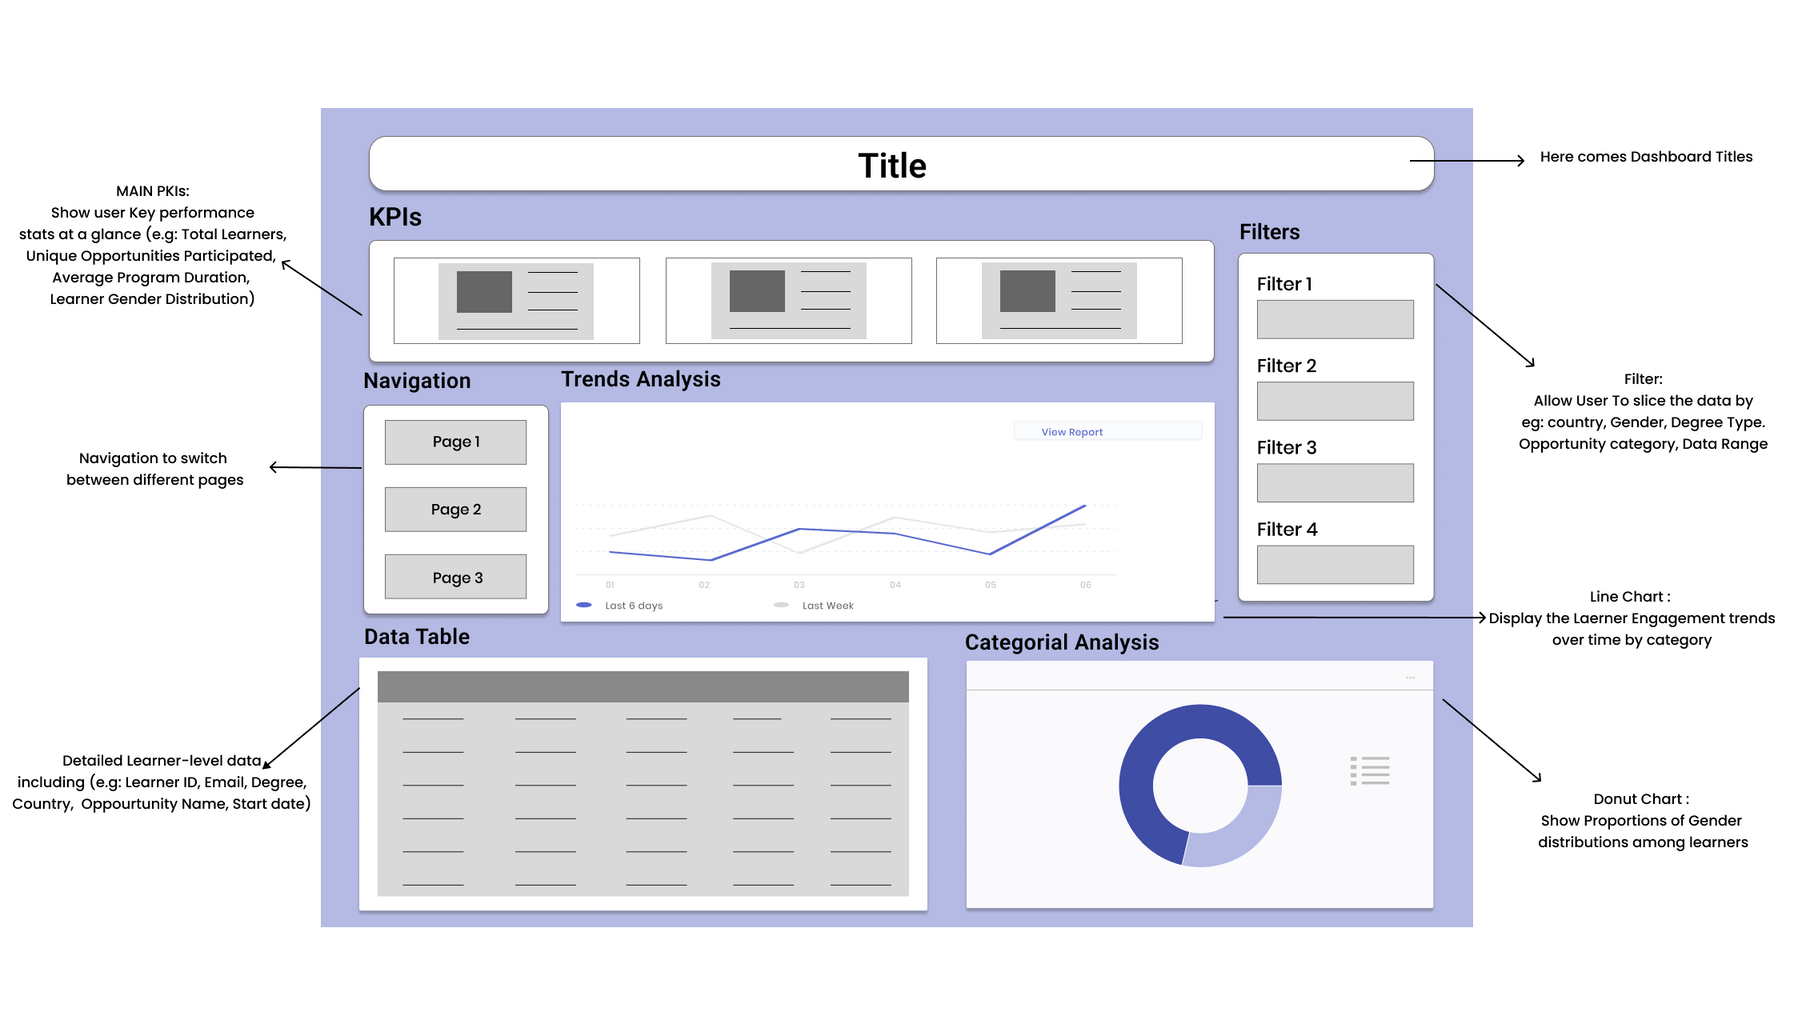 Title
Here comes Dashboard Titles
MAIN PKIs:
Show user Key performance
stats at a glance (e.g: Total Learners,
Unique Opportunities Participated,
Average Program Duration,
Learner Gender Distribution)
KPIs
Filters
Filter 1
Filter 2
Filter 3
Filter 4
Filter:
Allow User To slice the data by
eg: country, Gender, Degree Type.
Opportunity category, Data Range
Navigation
Page 1
Page 2
Page 3
Navigation to switch
between different pages
Trends Analysis
View Report
01 02 03 04 05 06
Last 6 days Last Week
Line Chart :
Display the Laerner Engagement trends
over time by category
Data Table
Detailed Learner-level data
including (e.g: Learner ID, Email, Degree,
Country, Oppourtunity Name, Start date)
Categorial Analysis
Donut Chart :
Show Proportions of Gender
distributions among learners